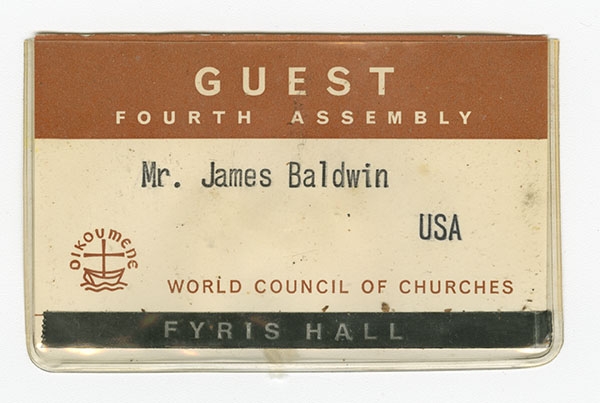 GUEST
FOURTH ASSEMBLY
Mr. James Baldwin
USA
OIKOUMENE
WORLD COUNCIL OF CHURCHES
FYRIS HALL